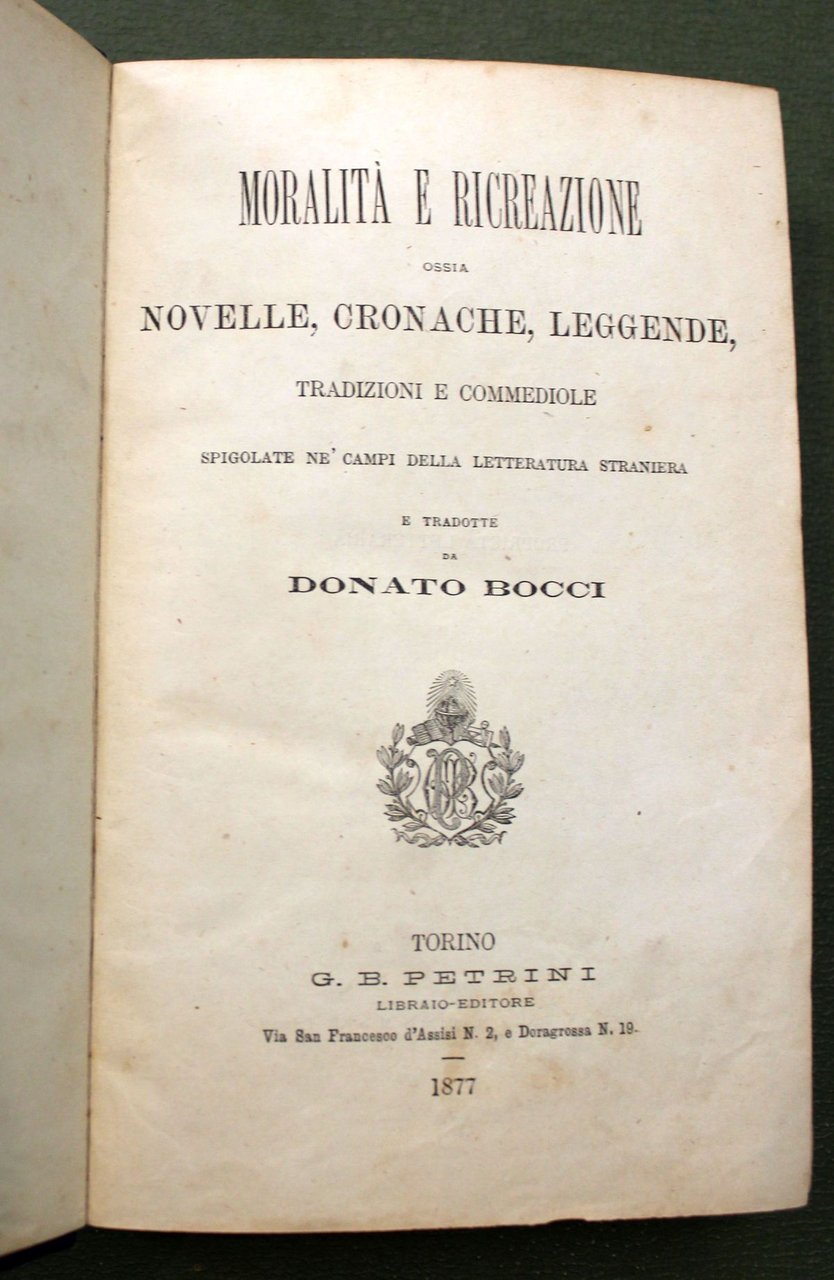 MORALITÀ E RICREAZIONE
OSSIA
NOVELLE, CRONACHE, LEGGENDE,
TRADIZIONI E COMMEDIOLE
SPIGOLATE NE' CAMPI DELLA LETTERATURA STRANIERA
E TRADOTTE
DA
DONATO BOCCI
TORINO
G. B. PETRINI
LIBRAIO-EDITORE
Via San Francesco d'Assisi N. 2, e Doragrossa N. 19.
1877